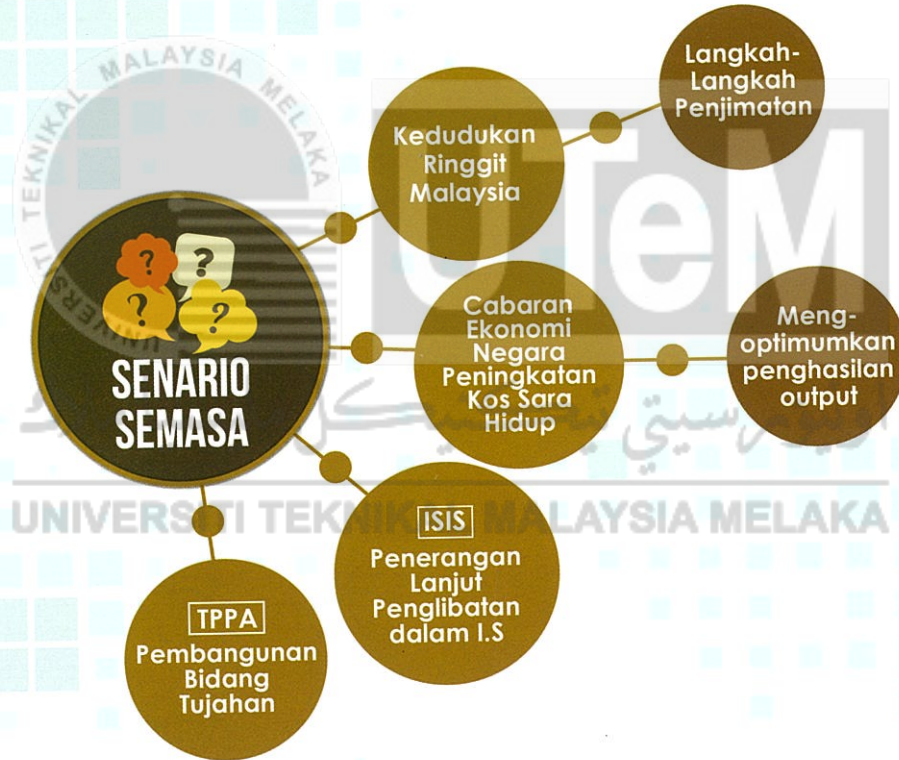 SENARIO
SEMASA
Kedudukan
Ringgit
Malaysia
Langkah-
Langkah
Penjimatan
Cabaran
Ekonomi
Negara
Peningkatan
Kos Sara
Hidup
Meng-
optimumkan
penghasilan
output
ISIS
Penerangan
Lanjut
Penglibatan
dalam I.S
TPPA
Pembangunan
Bidang
Tujahan
UNIVERSITI TEKNIKAL MALAYSIA MELAKA
UTeM
UNIVERSITI TEKNIKAL MALAYSIA MELAKA